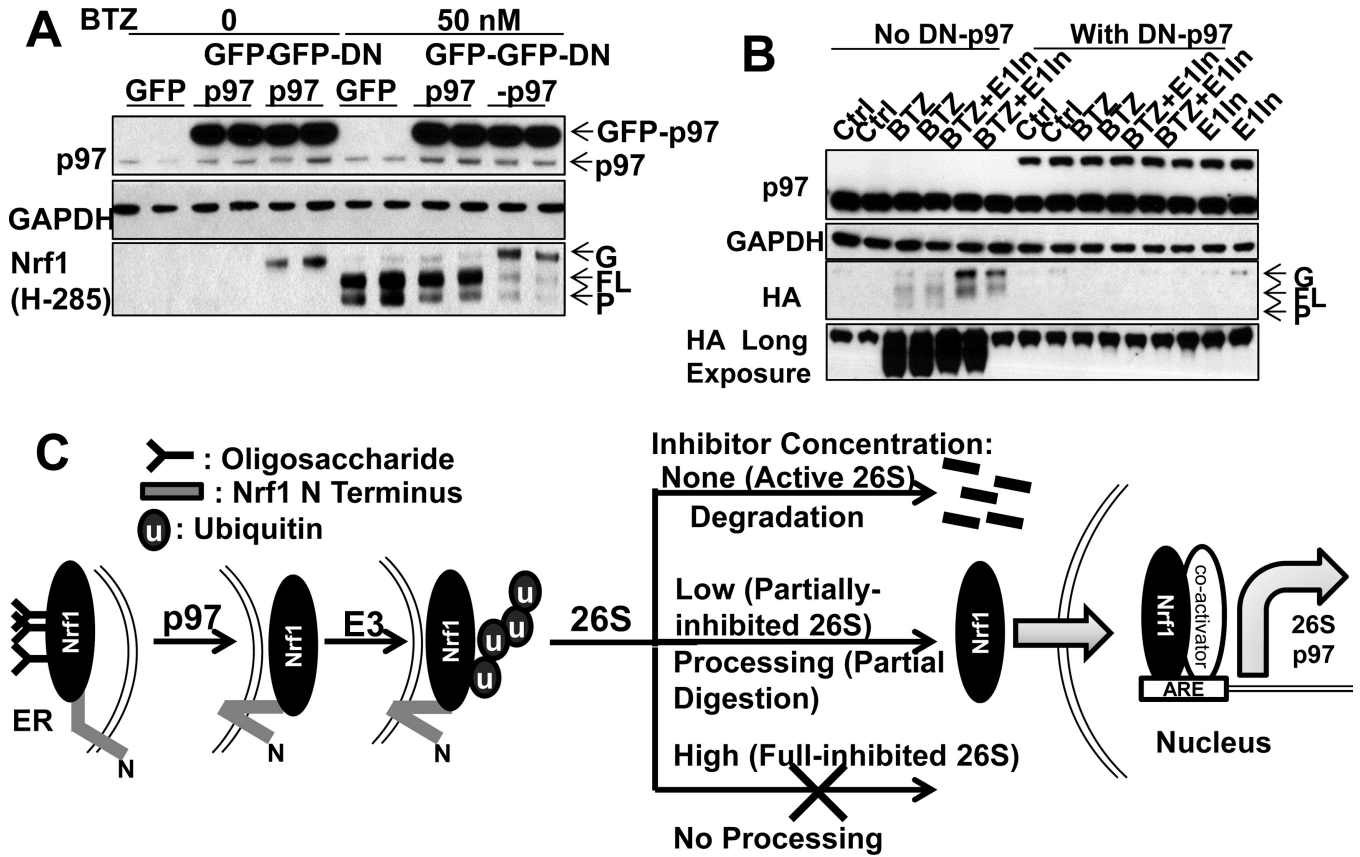 A
BTZ 0 50 nM
GFP-GFP-DN GFP-GFP-DN
GFP p97 p97 GFP p97 -p97
p97
GFP-p97
p97
GAPDH
Nrf1
(H-285)
G
FL
P
B
No DN-p97 With DN-p97
Ctrl Ctrl BTZ BTZ BTZ+E1In BTZ+E1In Ctrl Ctrl BTZ BTZ BTZ+E1In BTZ+E1In E1In E1In
p97
GAPDH
HA
G
FL
P
HA Long
Exposure
C
: Oligosaccharide
: Nrf1 N Terminus
u : Ubiquitin
Inhibitor Concentration:
None (Active 26S)
Degradation
Nrf1
ER
N
p97
Nrf1
N
E3
Nrf1
u
u
u
u
N
26S
Low (Partially-
inhibited 26S)
Processing (Partial
Digestion)
High (Full-inhibited 26S)
No Processing
Nrf1
Nrf1
co-activator
ARE
26S
p97
Nucleus